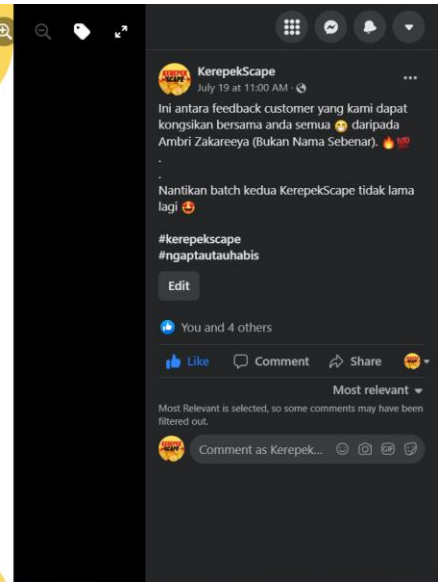 KerepekScape
July 19 at 11:00 AM ·
Ini antara feedback customer yang kami dapat
kongsikan bersama anda semua 😁 daripada
Ambri Zakareeya (Bukan Nama Sebenar). 🔥💯
.
.
Nantikan batch kedua KerepekScape tidak lama
lagi 🤩
#kerepekscape
#ngaptautauhabis
Edit
You and 4 others
Like Comment Share
Most relevant
Most Relevant is selected, so some comments may have been
filtered out.
Comment as Kerepek... GIF